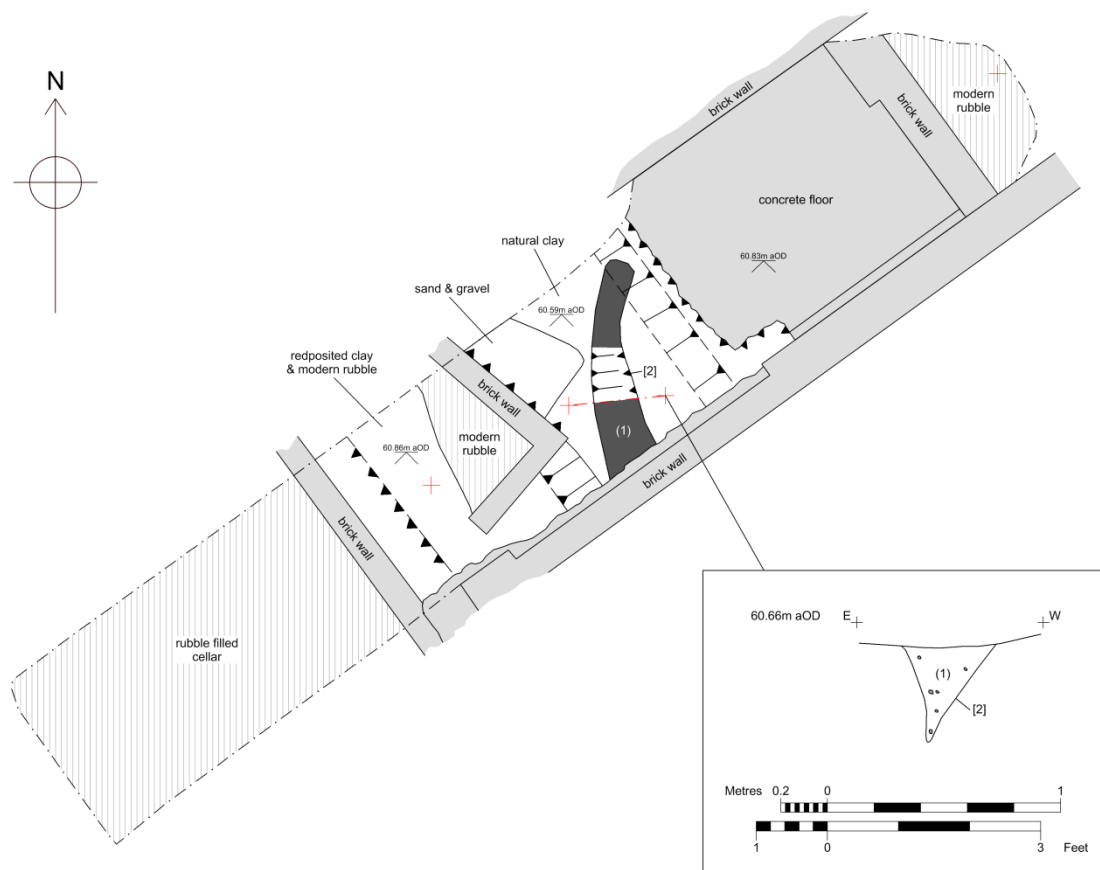 N
brick wall
modern
rubble
brick wall
concrete floor
natural clay
60.83m aOD
sand & gravel
60.59m aOD
redposited clay
& modern rubble
[2]
brick wall
modern
rubble
(1)
60.86m aOD
brick wall
brick wall
rubble filled
cellar
60.66m aOD
E
W
(1)
[2]
Metres 0.2 0 1
1 0 3 Feet